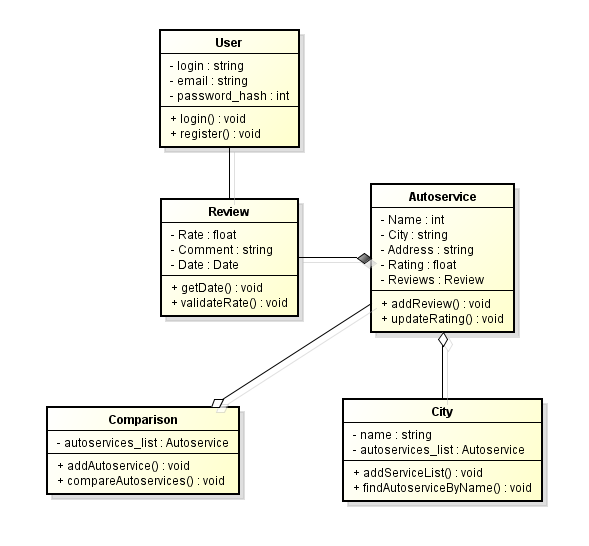 User
- login : string
- email : string
- password_hash : int
+ login() : void
+ register() : void
Review
- Rate : float
- Comment : string
- Date : Date
+ getDate() : void
+ validateRate() : void
Autoservice
- Name : int
- City : string
- Address : string
- Rating : float
- Reviews : Review
+ addReview() : void
+ updateRating() : void
Comparison
- autoservices_list : Autoservice
+ addAutoservice() : void
+ compareAutoservices() : void
City
- name : string
- autoservices_list : Autoservice
+ addServiceList() : void
+ findAutoserviceByName() : void